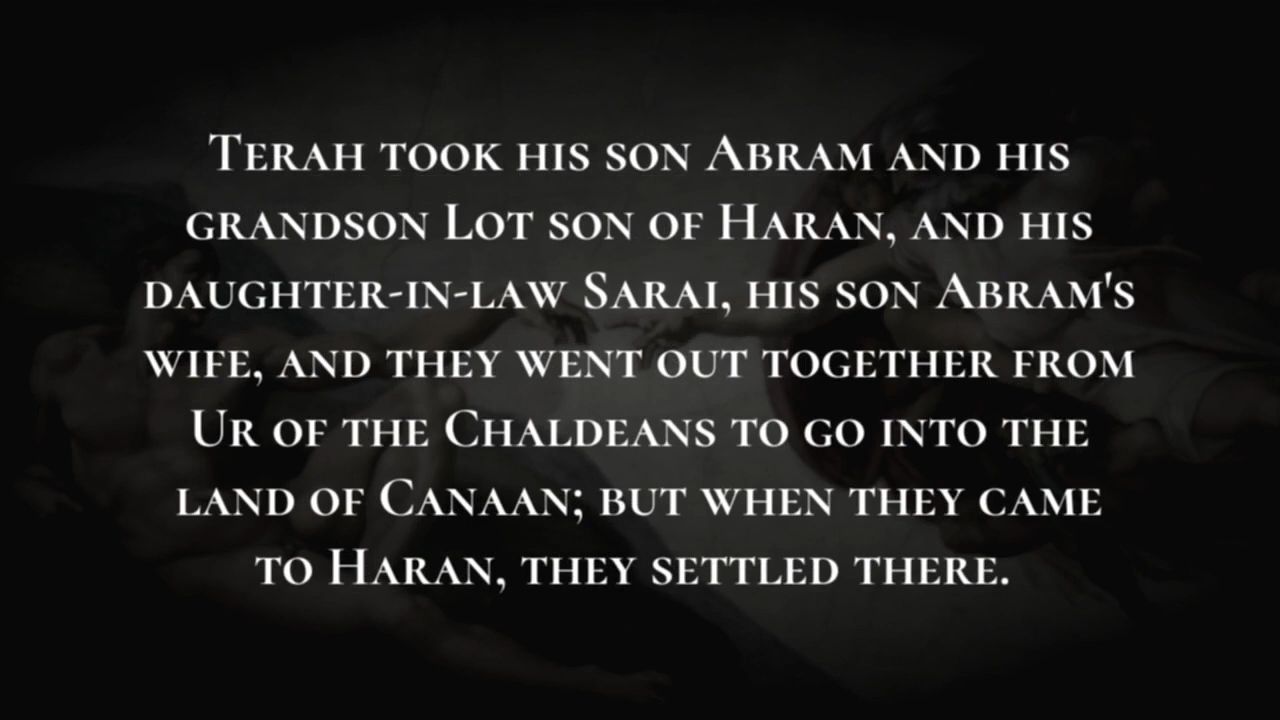 Terah took his son Abram and his
grandson Lot son of Haran, and his
daughter-in-law Sarai, his son Abram's
wife, and they went out together from
Ur of the Chaldeans to go into the
land of Canaan; but when they came
to Haran, they settled there.